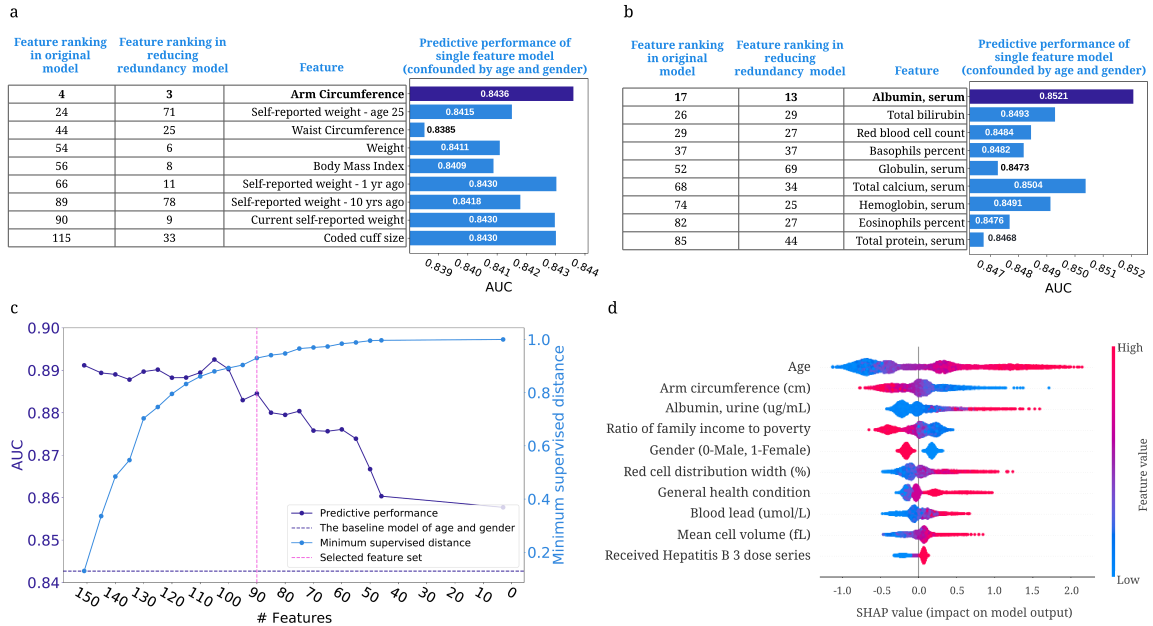 a
Feature ranking
in original
model
Feature ranking in
reducing
redundancy model
Feature
Predictive performance of
single feature model
(confounded by age and gender)
4 3 Arm Circumference 0.8436
24 71 Self-reported weight - age 25 0.8415
44 25 Waist Circumference 0.8385
54 6 Weight 0.8411
56 8 Body Mass Index 0.8409
66 11 Self-reported weight - 1 yr ago 0.8430
89 78 Self-reported weight - 10 yrs ago 0.8418
90 9 Current self-reported weight 0.8430
115 33 Coded cuff size 0.8430
0.839 0.840 0.841 0.842 0.843 0.844
AUC
b
Feature ranking
in original
model
Feature ranking in
reducing
redundancy model
Feature
Predictive performance of
single feature model
(confounded by age and gender)
17 13 Albumin, serum 0.8521
26 29 Total bilirubin 0.8493
29 27 Red blood cell count 0.8484
37 37 Basophils percent 0.8482
52 69 Globulin, serum 0.8473
68 34 Total calcium, serum 0.8504
74 25 Hemoglobin, serum 0.8491
82 27 Eosinophils percent 0.8476
85 44 Total protein, serum 0.8468
0.847 0.848 0.849 0.850 0.851 0.852
AUC
c
0.90
0.89
0.88
0.87
0.86
0.85
0.84
AUC
1.0
0.8
0.6
0.4
0.2
Minimum supervised distance
Predictive performance
The baseline model of age and gender
Minimum supervised distance
Selected feature set
150 140 130 120 110 100 90 80 70 60 50 40 30 20 10 0
# Features
d
Age
Arm circumference (cm)
Albumin, urine (ug/mL)
Ratio of family income to poverty
Gender (0-Male, 1-Female)
Red cell distribution width (%)
General health condition
Blood lead (umol/L)
Mean cell volume (fL)
Received Hepatitis B 3 dose series
-1.0 -0.5 0.0 0.5 1.0 1.5 2.0
SHAP value (impact on model output)
High
Feature value
Low